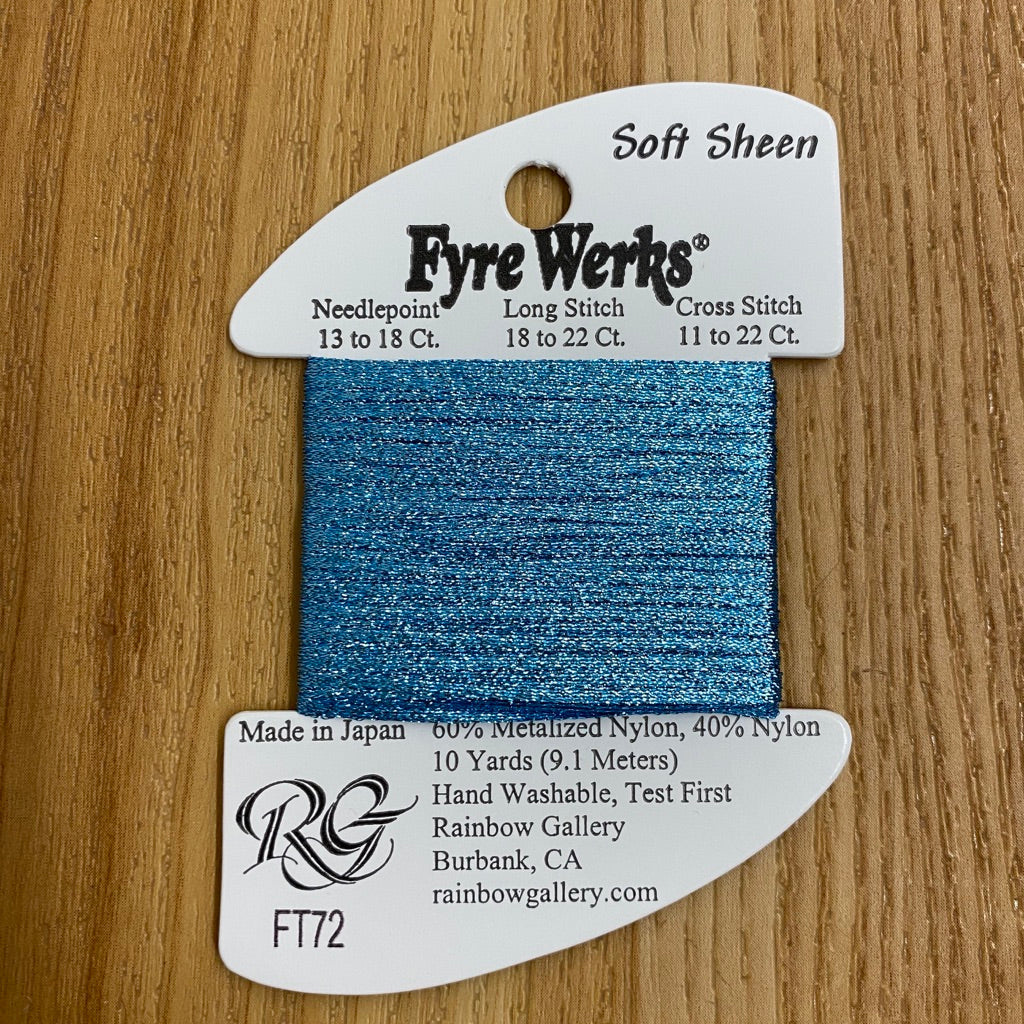 Soft Sheen
Fyre Werks®
Needlepoint Long Stitch Cross Stitch
13 to 18 Ct. 18 to 22 Ct. 11 to 22 Ct.
Made in Japan 60% Metalized Nylon, 40% Nylon
10 Yards (9.1 Meters)
Hand Washable, Test First
Rainbow Gallery
Burbank, CA
rainbowgallery.com
RG
FT72